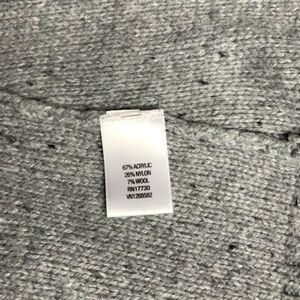 67% ACRYLIC
26% NYLON
7% WOOL
RN17730
VN1268582